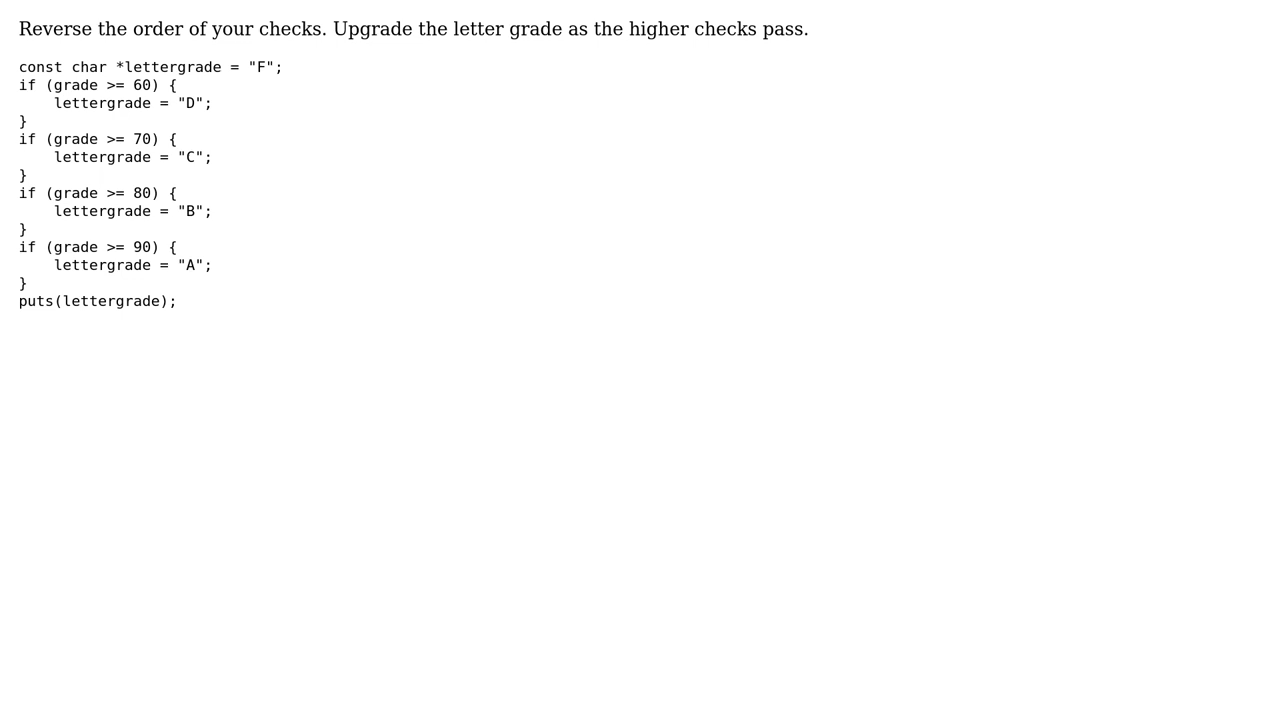 Reverse the order of your checks. Upgrade the letter grade as the higher checks pass.
const char *lettergrade = "F";
if (grade >= 60) {
    lettergrade = "D";
}
if (grade >= 70) {
    lettergrade = "C";
}
if (grade >= 80) {
    lettergrade = "B";
}
if (grade >= 90) {
    lettergrade = "A";
}
puts(lettergrade);